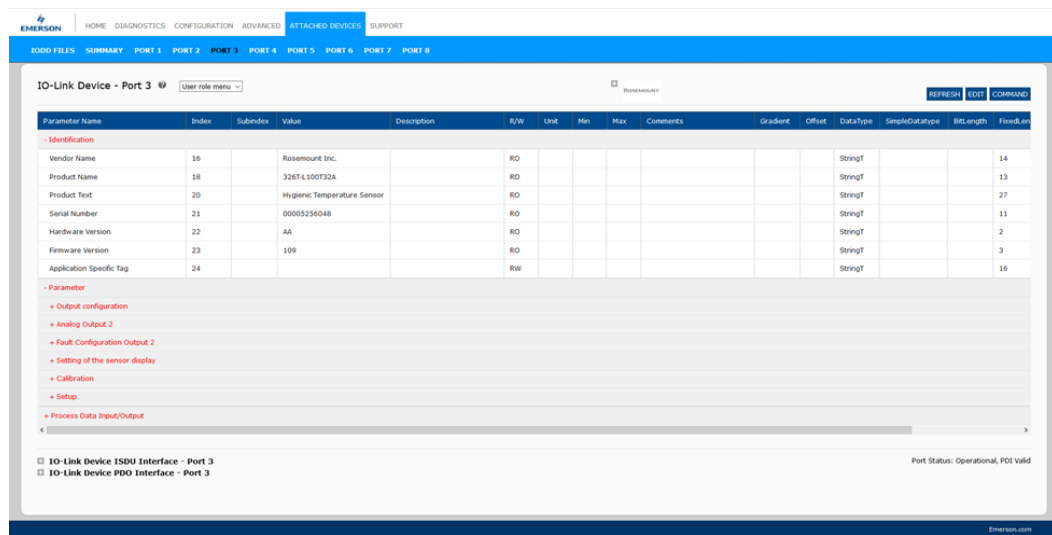 EMERSON
HOME DIAGNOSTICS CONFIGURATION ADVANCED ATTACHED DEVICES SUPPORT
IODD FILES SUMMARY PORT 1 PORT 2 PORT 3 PORT 4 PORT 5 PORT 6 PORT 7 PORT 8
IO-Link Device - Port 3 User role menu ROSEMOUNT
REFRESH EDIT COMMAND
Parameter Name Index Subindex Value Description R/W Unit Min Max Comments Gradient Offset DataType SimpleDatatype BitLength FixedLen
- Identification
Vendor Name 16 Rosemount Inc. RO StringT 14
Product Name 18 326T-L100T32A RO StringT 13
Product Text 20 Hygienic Temperature Sensor RO StringT 27
Serial Number 21 00005256048 RO StringT 11
Hardware Version 22 AA RO StringT 2
Firmware Version 23 109 RO StringT 3
Application Specific Tag 24 RW StringT 16
- Parameter
+ Output configuration
+ Analog Output 2
+ Fault Configuration Output 2
+ Setting of the sensor display
+ Calibration
+ Setup
+ Process Data Input/Output
IO-Link Device ISDU Interface - Port 3 Port Status: Operational, PDI Valid
IO-Link Device PDO Interface - Port 3
Emerson.com